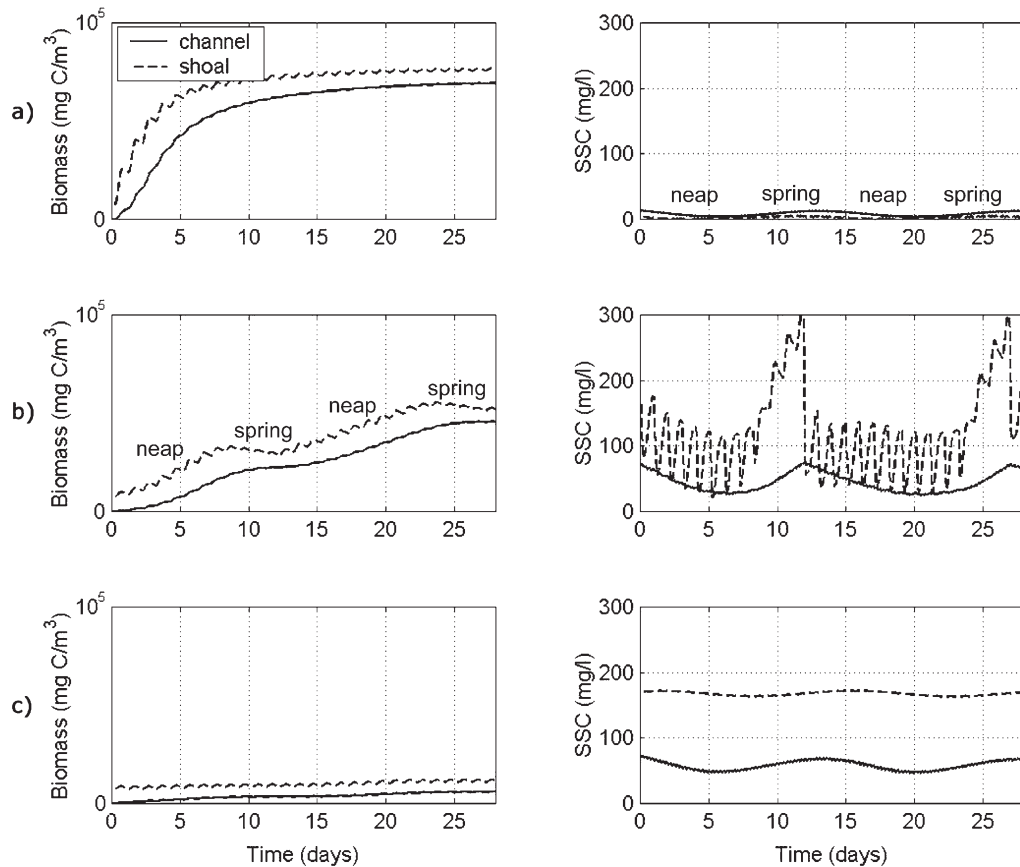 a)
Biomass (mg C/m³)
10⁵
0
channel
shoal
0 5 10 15 20 25
SSC (mg/l)
300
200
100
0
neap spring neap spring
0 5 10 15 20 25
b)
Biomass (mg C/m³)
10⁵
0
neap spring neap spring
0 5 10 15 20 25
SSC (mg/l)
300
200
100
0
0 5 10 15 20 25
c)
Biomass (mg C/m³)
10⁵
0
0 5 10 15 20 25
Time (days)
SSC (mg/l)
300
200
100
0
0 5 10 15 20 25
Time (days)